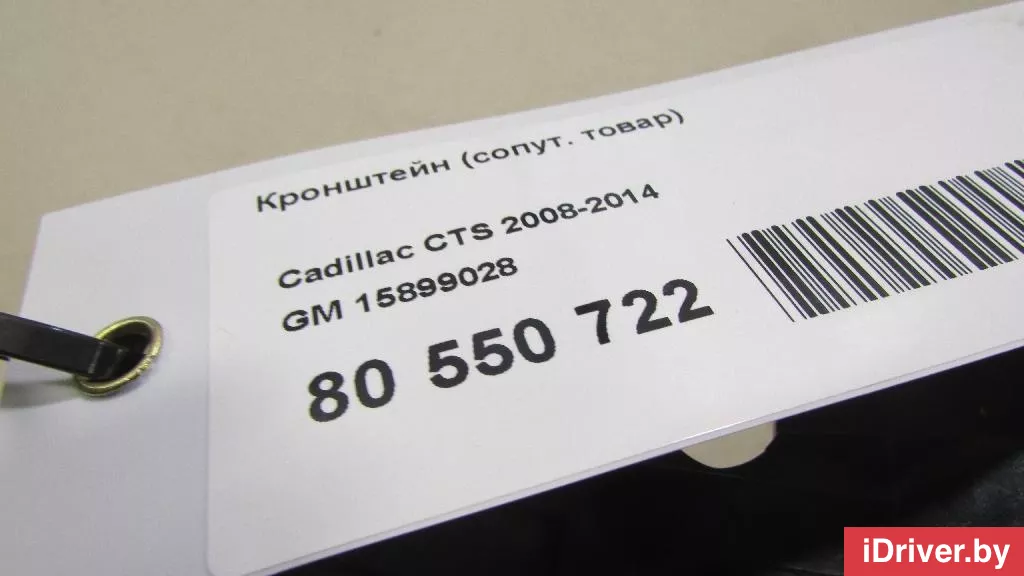 Кронштейн (сопут. товар)
Cadillac CTS 2008-2014
GM 15899028
80 550 722
iDriver.by